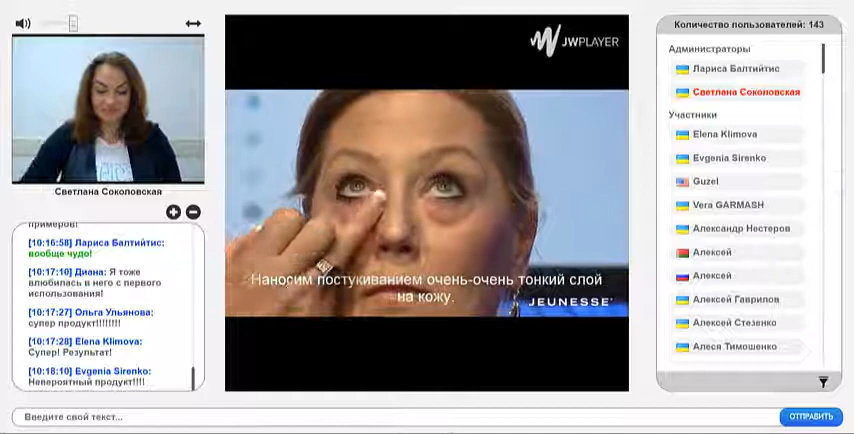 Светлана Соколовская
примеров!
[10:16:58] Лариса Балтийтис:
вообще чудо!
[10:17:10] Диана: Я тоже
влюбилась в него с первого
использования!
[10:17:27] Ольга Ульянова:
супер продукт!!!!!!!!
[10:17:28] Elena Klimova:
Супер! Результат!
[10:18:10] Evgenia Sirenko:
Невероятный продукт!!!!
Введите свой текст...
JWPLAYER
Наносим постукиванием очень-очень тонкий слой
на кожу.
JEUNESSE
Количество пользователей: 143
Администраторы
Лариса Балтийтис
Светлана Соколовская
Участники
Elena Klimova
Evgenia Sirenko
Guzel
Vera GARMASH
Александр Нестеров
Алексей
Алексей
Алексей Гаврилов
Алексей Стезенко
Алеся Тимошенко
ОТПРАВИТЬ